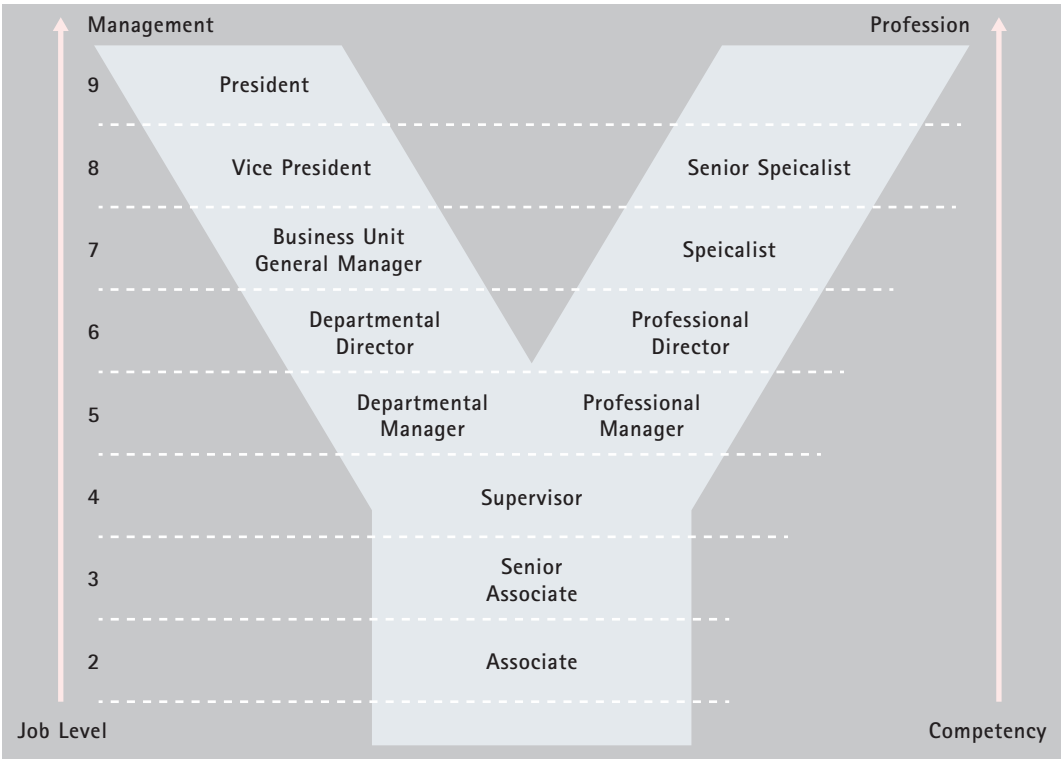 Management
Profession
9
President
8
Vice President
Senior Speicalist
7
Business Unit
General Manager
Speicalist
6
Departmental
Director
Professional
Director
5
Departmental
Manager
Professional
Manager
4
Supervisor
3
Senior
Associate
2
Associate
Job Level
Competency